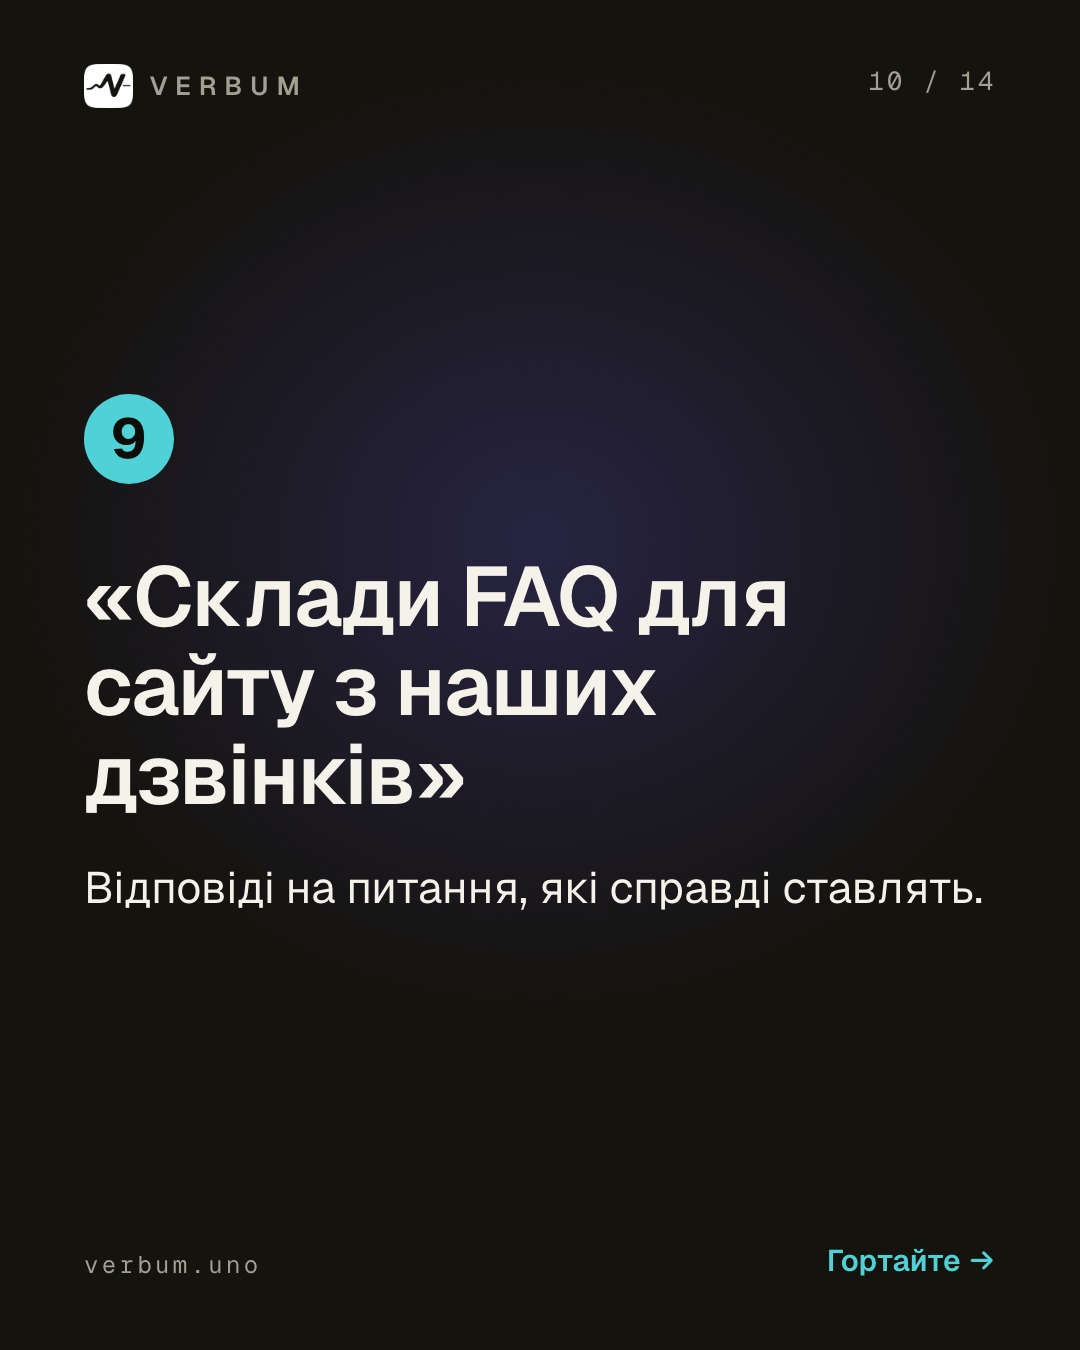 VERBUM
10 / 14
9
«Склади FAQ для
сайту з наших
дзвінків»
Відповіді на питання, які справді ставлять.
verbum.uno
Гортайте →